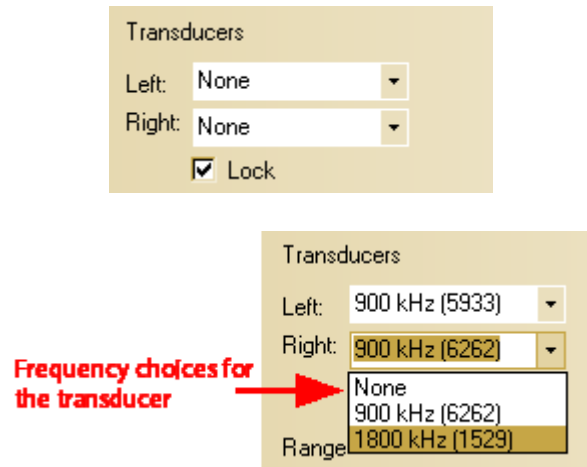 Transducers
Left: None
Right: None
Lock
Transducers
Left: 900 kHz (5933)
Right: 900 kHz (6262)
Frequency choices for
the transducer
None
900 kHz (6262)
1800 kHz (1529)
Range